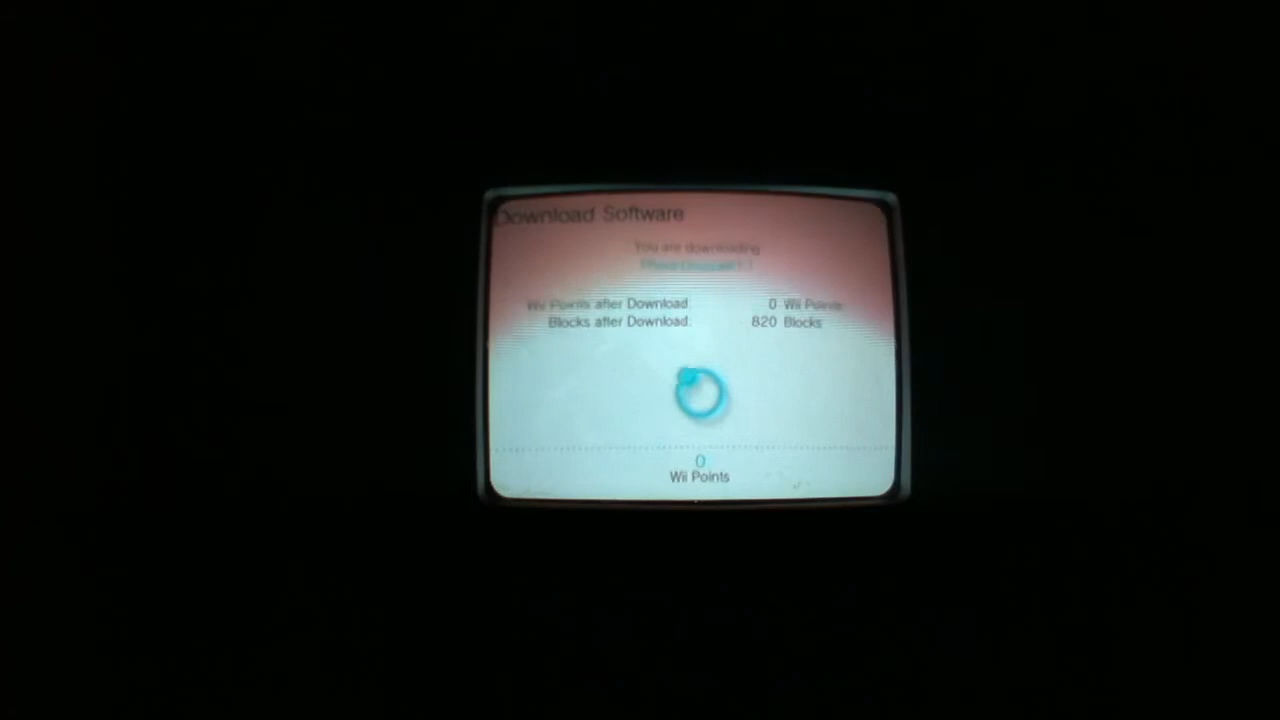 Download Software
You are downloading
Wii Points after Download: 0 Wii Points
Blocks after Download: 820 Blocks
0
Wii Points